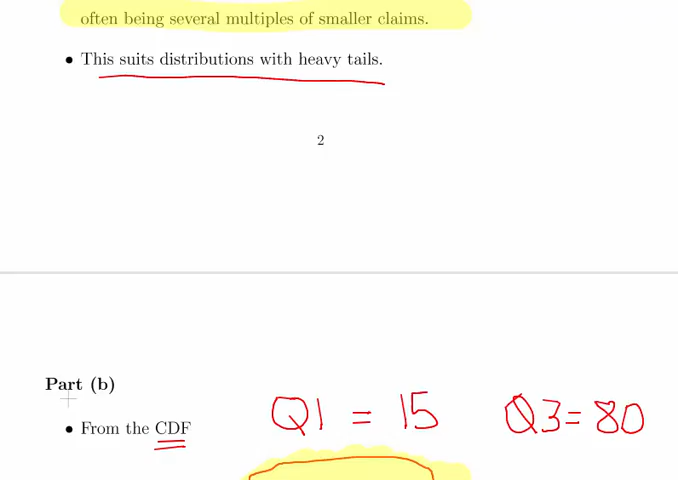 often being several multiples of smaller claims.
• This suits distributions with heavy tails.
2
Part (b)
Q1 = 15 Q3=80
• From the CDF